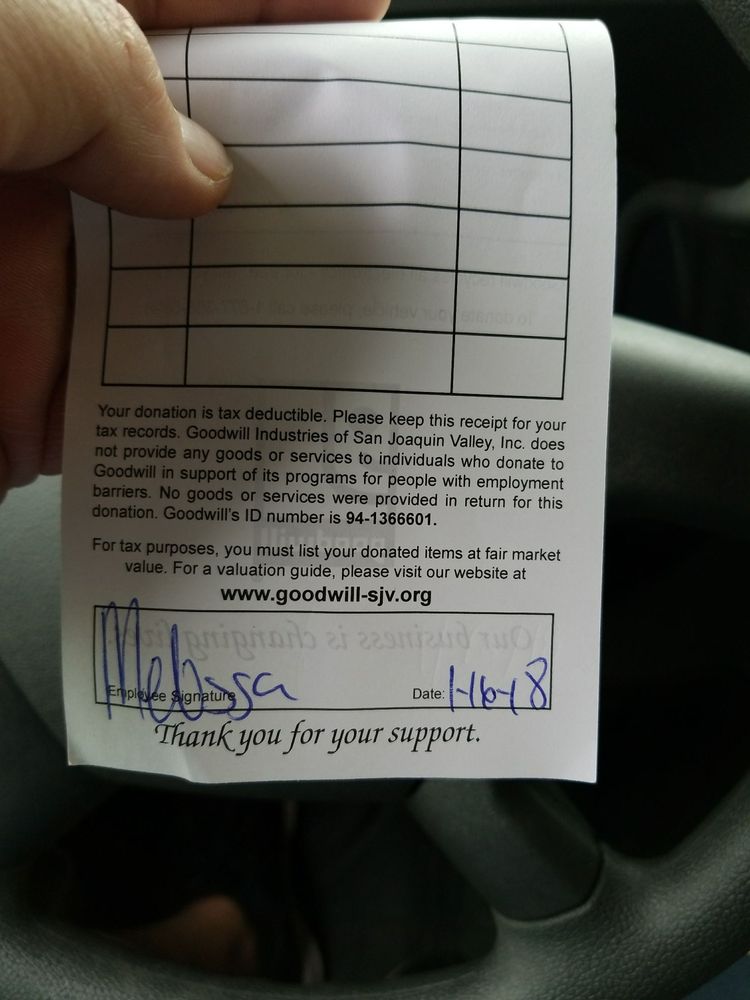 Your donation is tax deductible. Please keep this receipt for your
tax records. Goodwill Industries of San Joaquin Valley, Inc. does
not provide any goods or services to individuals who donate to
Goodwill in support of its programs for people with employment
barriers. No goods or services were provided in return for this
donation. Goodwill's ID number is 94-1366601.
For tax purposes, you must list your donated items at fair market
value. For a valuation guide, please visit our website at
www.goodwill-sjv.org
Our business is changing lives.
Melissa
Employee Signature
Date: 1-16-18
Thank you for your support.